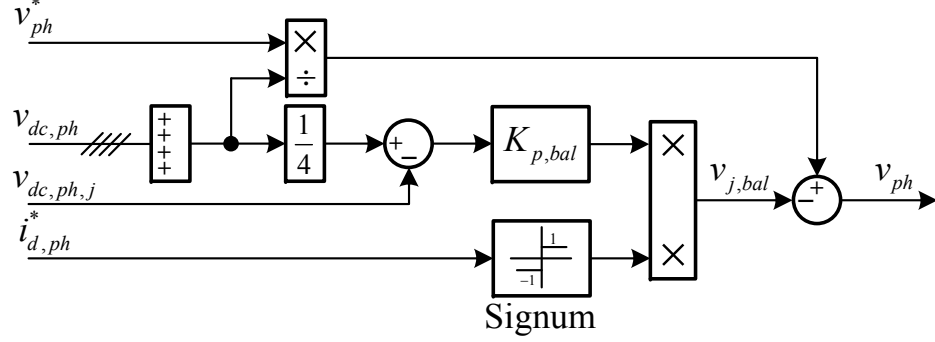 v*ph
×
÷
vdc,ph
+
+
+
+
1
4
+
−
Kp,bal
×
vdc,ph,j
vj,bal
+
−
vph
i*d,ph
1
−1
×
Signum